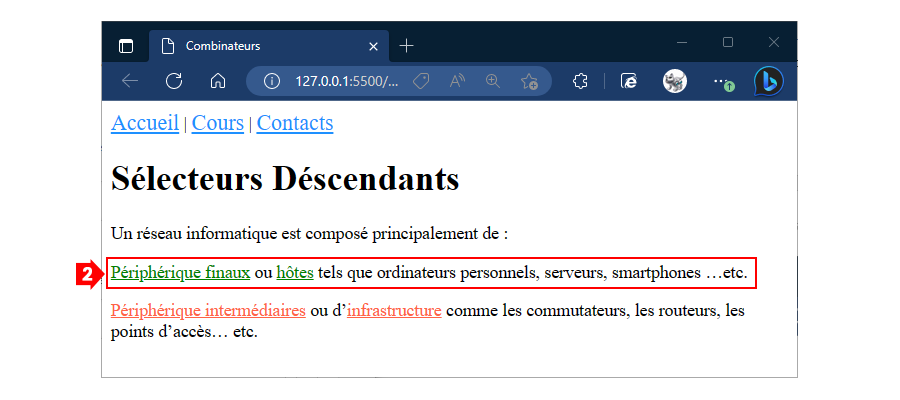 Combinateurs
127.0.0.1:5500/...
Accueil | Cours | Contacts
Sélecteurs Déscendants
Un réseau informatique est composé principalement de :
2
Périphérique finaux ou hôtes tels que ordinateurs personnels, serveurs, smartphones …etc.
Périphérique intermédiaires ou d’infrastructure comme les commutateurs, les routeurs, les
points d’accès… etc.